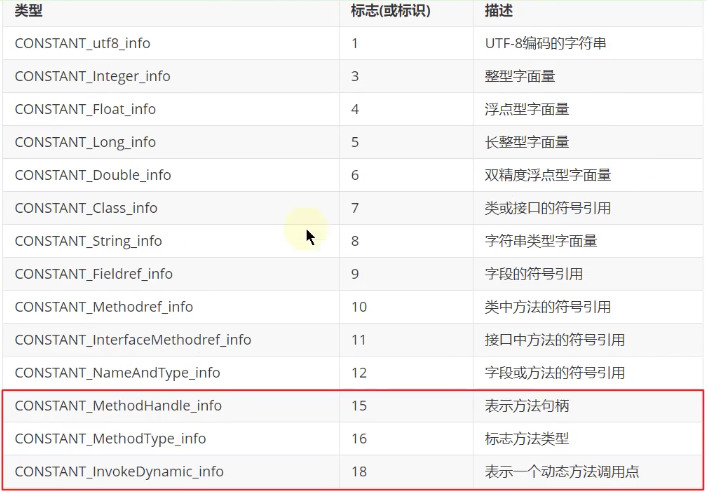 类型 标志(或标识) 描述
CONSTANT_utf8_info 1 UTF-8编码的字符串
CONSTANT_Integer_info 3 整型字面量
CONSTANT_Float_info 4 浮点型字面量
CONSTANT_Long_info 5 长整型字面量
CONSTANT_Double_info 6 双精度浮点型字面量
CONSTANT_Class_info 7 类或接口的符号引用
CONSTANT_String_info 8 字符串类型字面量
CONSTANT_Fieldref_info 9 字段的符号引用
CONSTANT_Methodref_info 10 类中方法的符号引用
CONSTANT_InterfaceMethodref_info 11 接口中方法的符号引用
CONSTANT_NameAndType_info 12 字段或方法的符号引用
CONSTANT_MethodHandle_info 15 表示方法句柄
CONSTANT_MethodType_info 16 标志方法类型
CONSTANT_InvokeDynamic_info 18 表示一个动态方法调用点